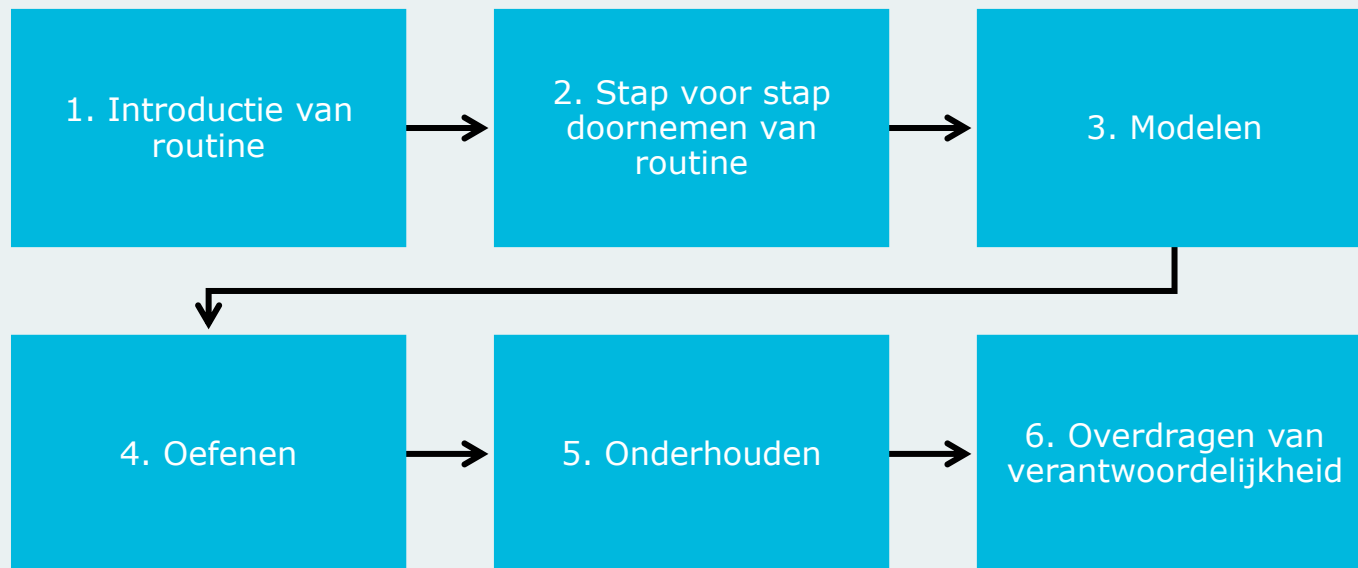 1. Introductie van
routine
2. Stap voor stap
doornemen van
routine
3. Modelen
4. Oefenen
5. Onderhouden
6. Overdragen van
verantwoordelijkheid